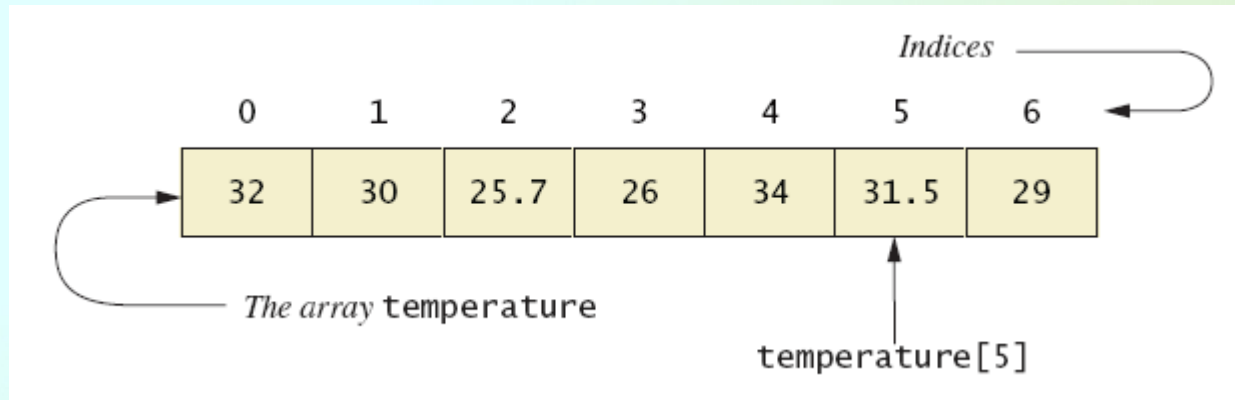 Indices
0 1 2 3 4 5 6
32 30 25.7 26 34 31.5 29
The array temperature
temperature[5]